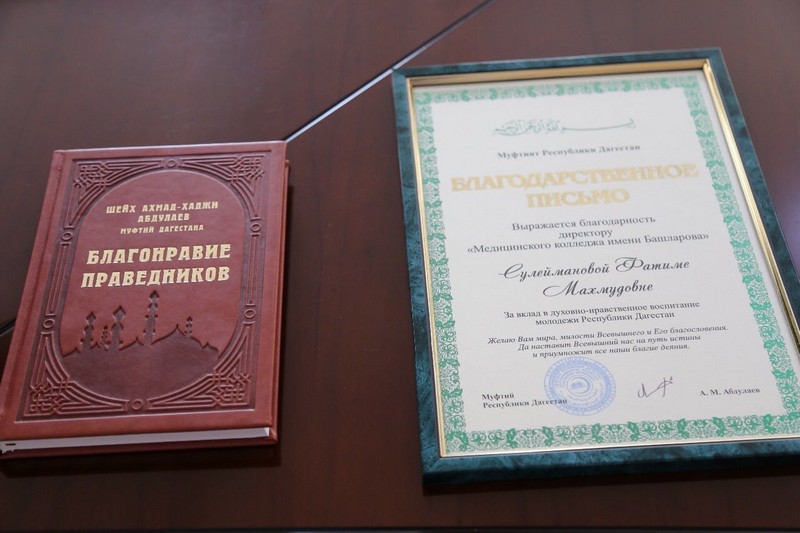 ШЕЙХ АХМАД-ХАДЖИ
АБДУЛАЕВ
МУФТИЙ ДАГЕСТАНА
БЛАГОНРАВИЕ
ПРАВЕДНИКОВ
Муфтият Республики Дагестан
БЛАГОДАРСТВЕННОЕ
ПИСЬМО
Выражается благодарность
директору
«Медицинского колледжа имени Башларова»
Сулеймановой Фатиме
Махмудовне
За вклад в духовно-нравственное воспитание
молодежи Республики Дагестан
Желаю Вам мира, милости Всевышнего и Его благословения.
Да наставит Всевышний нас на путь истины
и приумножит все наши благие деяния.
Муфтий
Республики Дагестан
А. М. Абдулаев